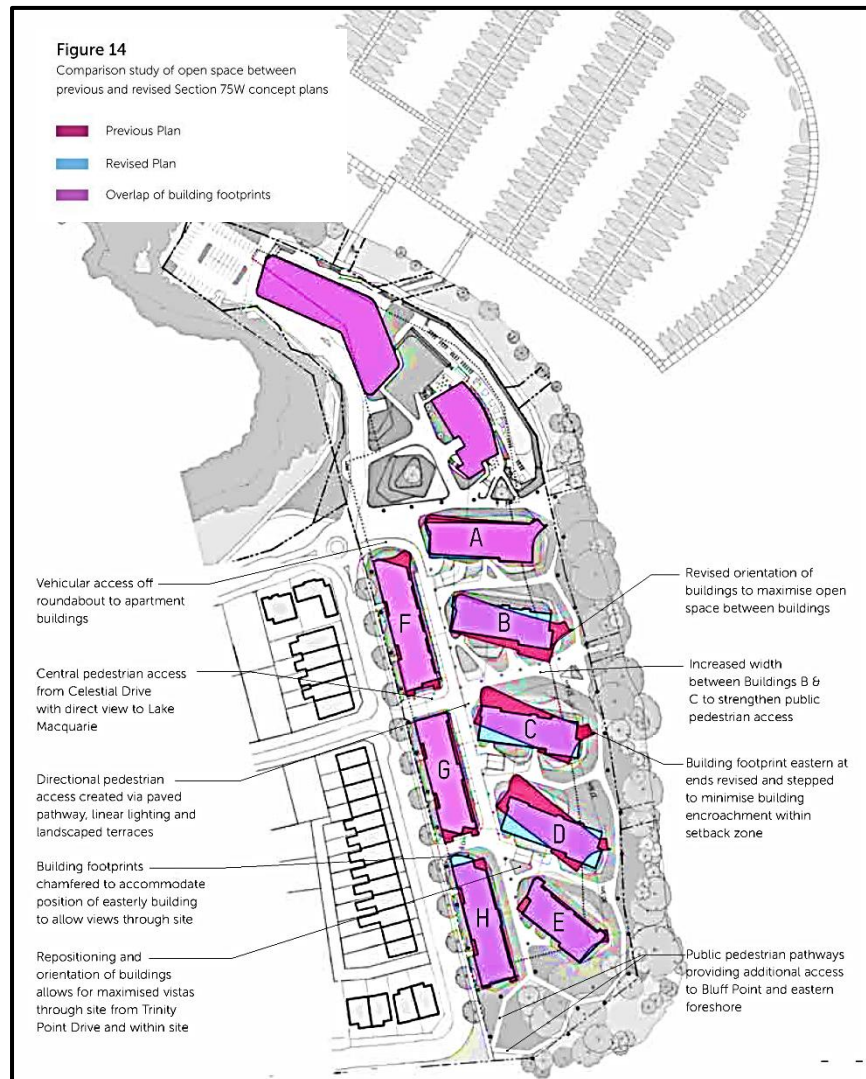 Figure 14
Comparison study of open space between
previous and revised Section 75W concept plans
Previous Plan
Revised Plan
Overlap of building footprints
A
B
C
D
E
F
G
H
Vehicular access off
roundabout to apartment
buildings
Central pedestrian access
from Celestial Drive
with direct view to Lake
Macquarie
Directional pedestrian
access created via paved
pathway, linear lighting and
landscaped terraces
Building footprints
chamfered to accommodate
position of easterly building
to allow views through site
Repositioning and
orientation of buildings
allows for maximised vistas
through site from Trinity
Point Drive and within site
Revised orientation of
buildings to maximise open
space between buildings
Increased width
between Buildings B &
C to strengthen public
pedestrian access
Building footprint eastern at
ends revised and stepped
to minimise building
encroachment within
setback zone
Public pedestrian pathways
providing additional access
to Bluff Point and eastern
foreshore